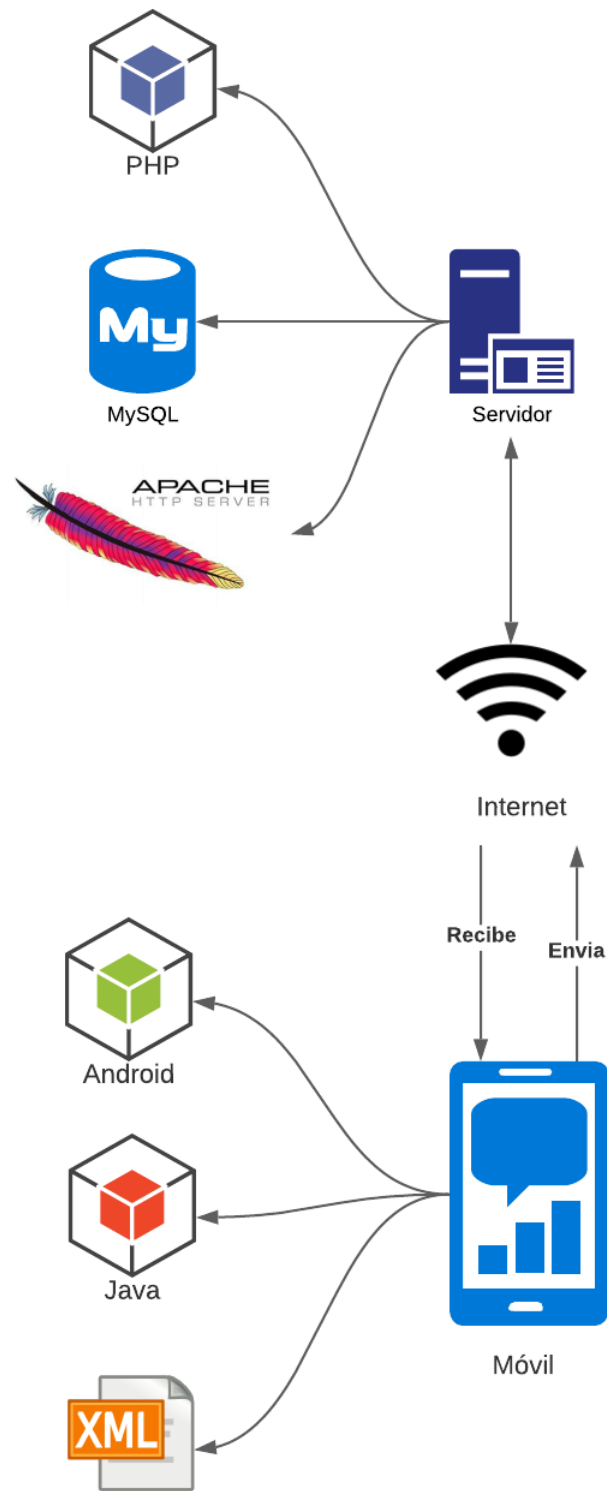 PHP
My
MySQL
Servidor
APACHE
HTTP SERVER
Internet
Recibe
Envia
Android
Java
Móvil
XML